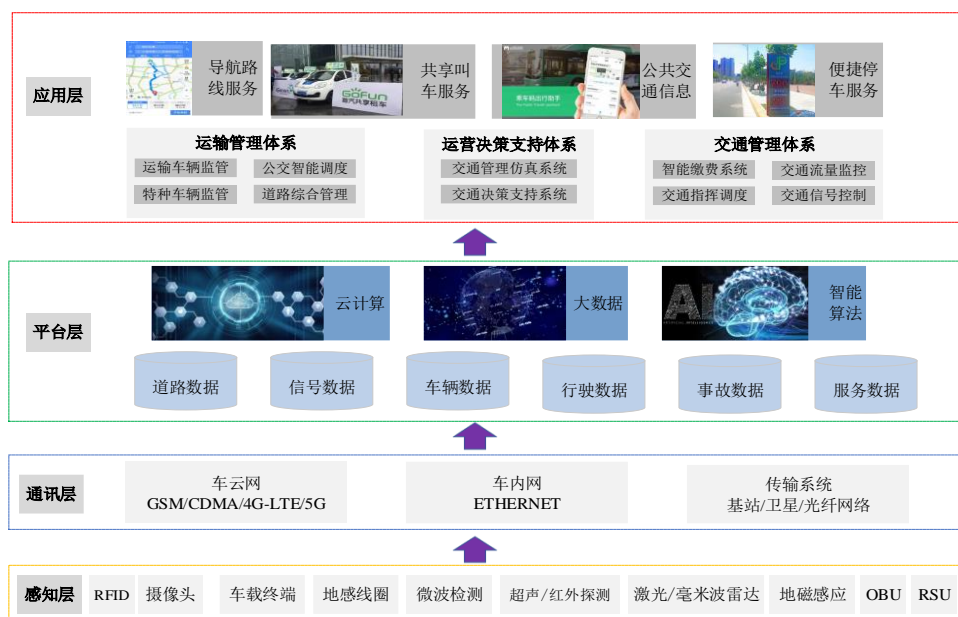 应用层
导航路
线服务
GOFUN
共享叫
车服务
公共交
通信息
便捷停
车服务
运输管理体系
运输车辆监管 公交智能调度
特种车辆监管 道路综合管理
运营决策支持体系
交通管理仿真系统
交通决策支持系统
交通管理体系
智能缴费系统 交通流量监控
交通指挥调度 交通信号控制
平台层
云计算
大数据
AI
智能
算法
道路数据 信号数据 车辆数据 行驶数据 事故数据 服务数据
通讯层
车云网
GSM/CDMA/4G-LTE/5G
车内网
ETHERNET
传输系统
基站/卫星/光纤网络
感知层 RFID 摄像头 车载终端 地感线圈 微波检测 超声/红外探测 激光/毫米波雷达 地磁感应 OBU RSU